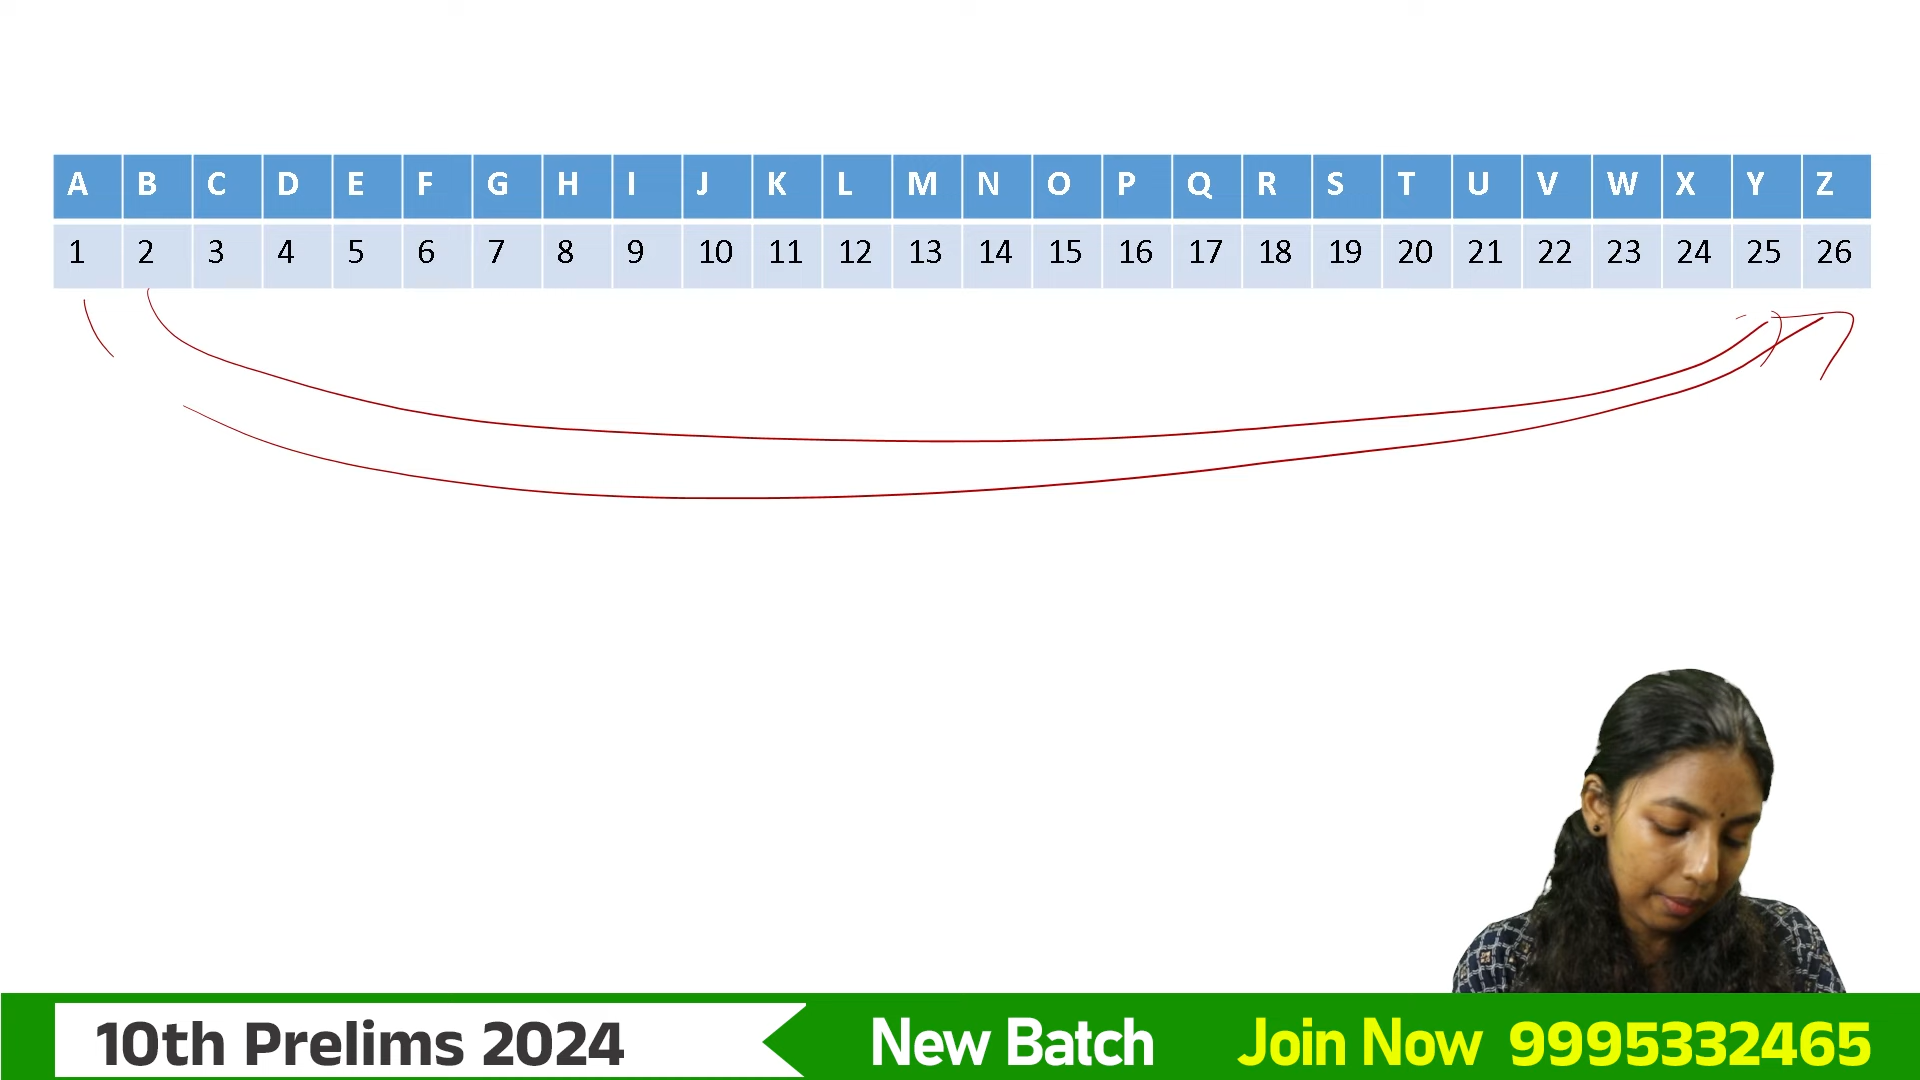 A B C D E F G H I J K L M N O P Q R S T U V W X Y Z
1 2 3 4 5 6 7 8 9 10 11 12 13 14 15 16 17 18 19 20 21 22 23 24 25 26
10th Prelims 2024 New Batch Join Now 9995332465